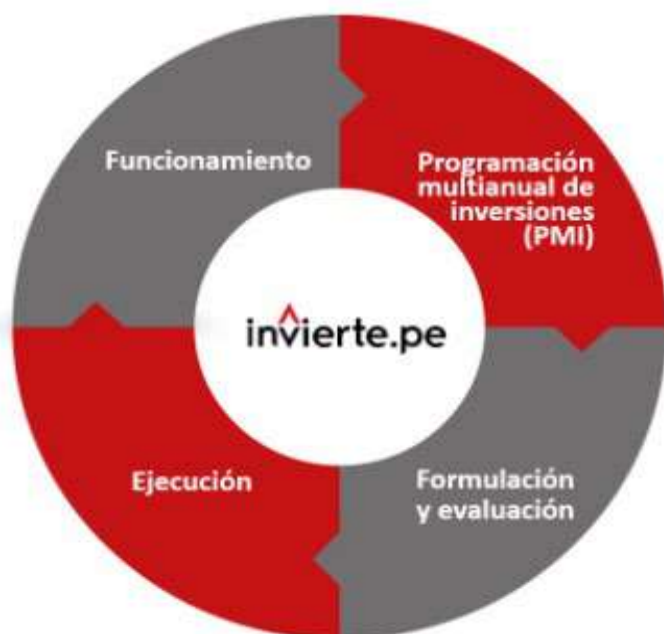 Funcionamiento
Programación
multianual de
inversiones
(PMI)
invierte.pe
Ejecución
Formulación
y evaluación